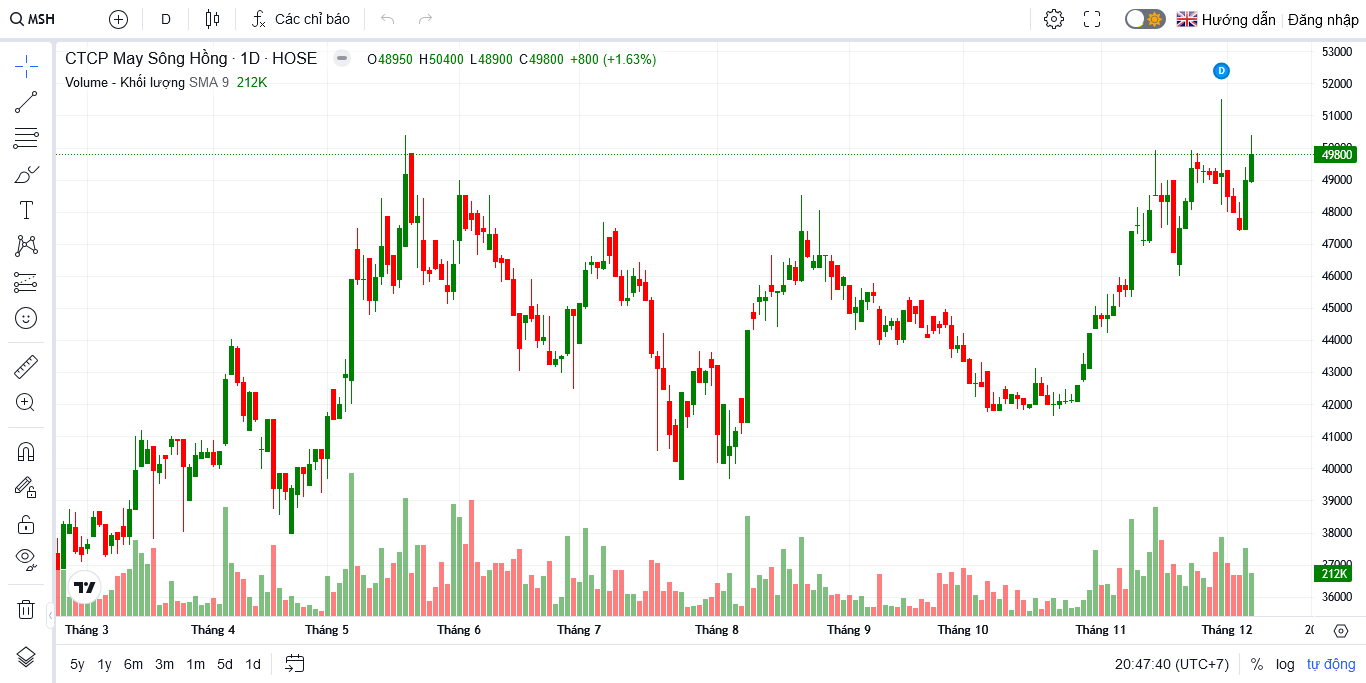 MSH D Các chỉ báo Hướng dẫn Đăng nhập
CTCP May Sông Hồng · 1D · HOSE O48950 H50400 L48900 C49800 +800 (+1.63%)
Volume - Khối lượng SMA 9 212K
D
53000
52000
51000
50000
49800
49000
48000
47000
46000
45000
44000
43000
42000
41000
40000
39000
38000
37000
212K
36000
Tháng 3 Tháng 4 Tháng 5 Tháng 6 Tháng 7 Tháng 8 Tháng 9 Tháng 10 Tháng 11 Tháng 12
5y 1y 6m 3m 1m 5d 1d 20:47:40 (UTC+7) % log tự động